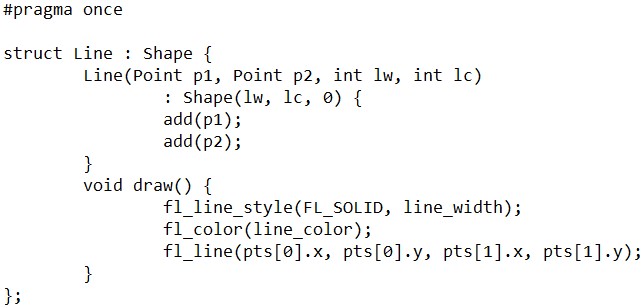 #pragma once
struct Line : Shape {
Line(Point p1, Point p2, int lw, int lc)
: Shape(lw, lc, 0) {
add(p1);
add(p2);
}
void draw() {
fl_line_style(FL_SOLID, line_width);
fl_color(line_color);
fl_line(pts[0].x, pts[0].y, pts[1].x, pts[1].y);
}
};